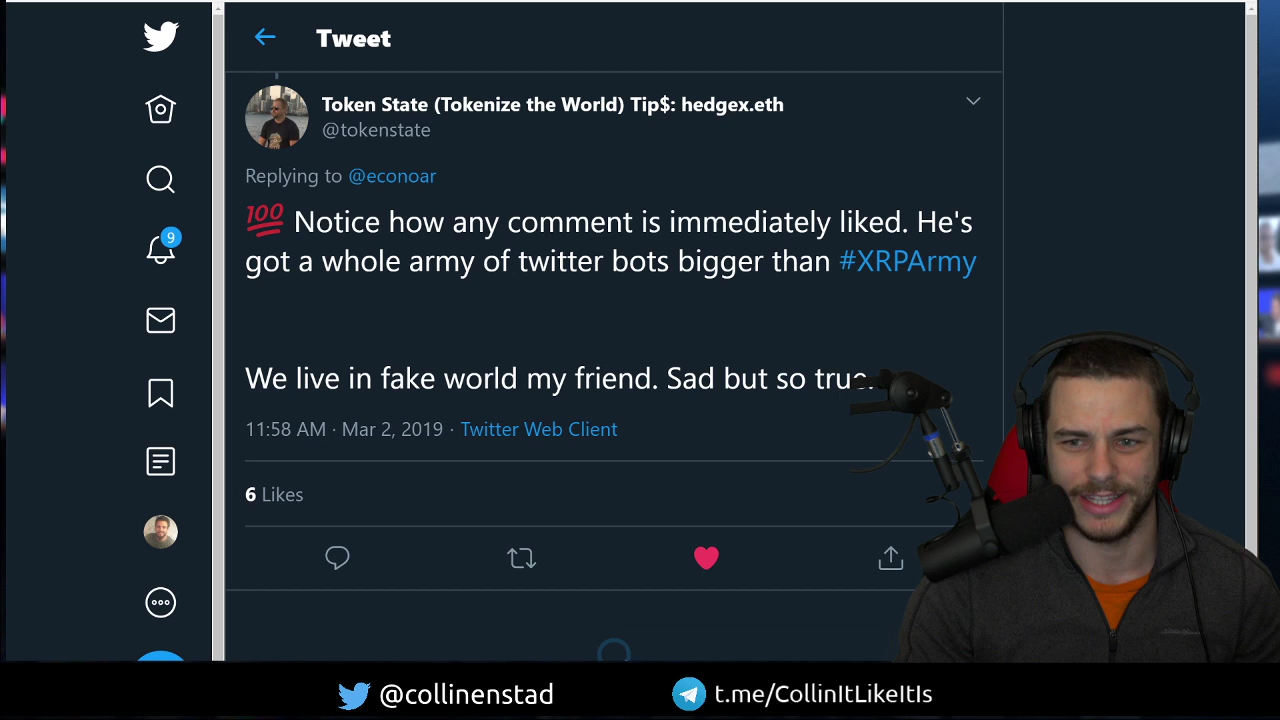 Tweet
Token State (Tokenize the World) Tip$: hedgex.eth
@tokenstate
Replying to @econoar
9
💯 Notice how any comment is immediately liked. He's
got a whole army of twitter bots bigger than #XRPArmy
We live in fake world my friend. Sad but so true.
11:58 AM · Mar 2, 2019 · Twitter Web Client
6 Likes
@collinenstad
t.me/CollinItLikeItIs